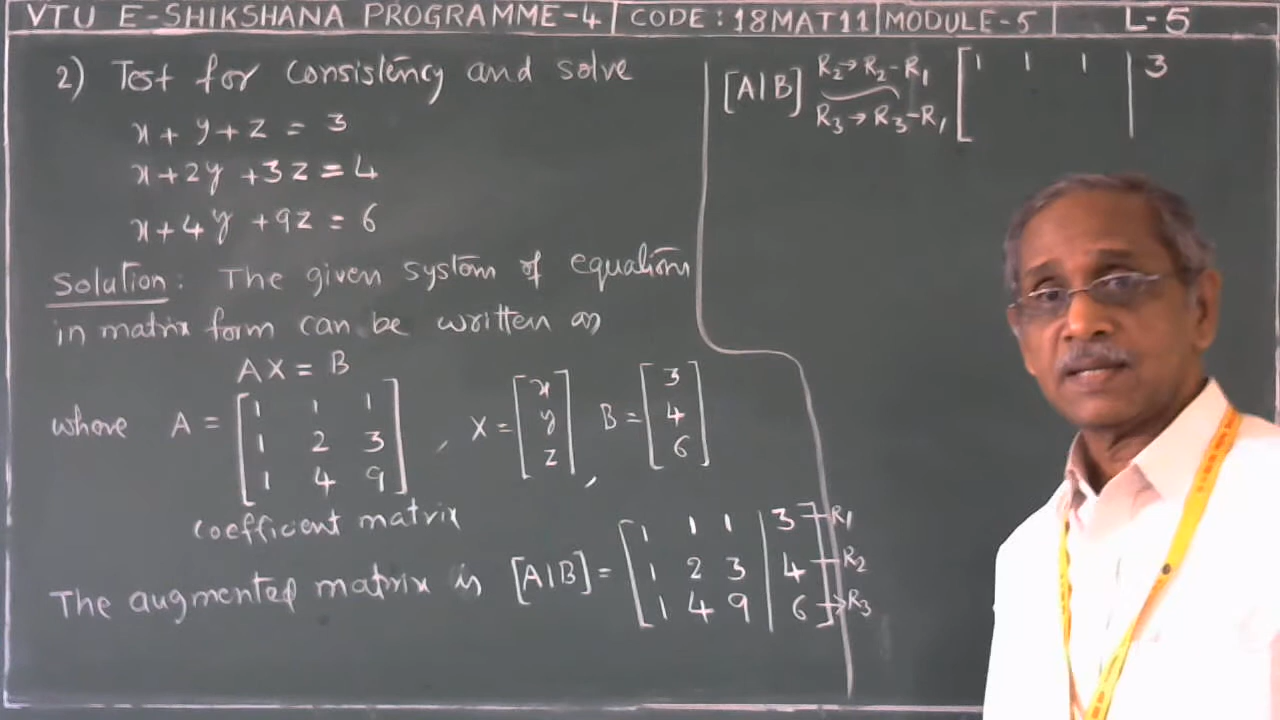 VTU E-SHIKSHANA PROGRAMME-4 | CODE: 18MAT11 | MODULE-5 | L-5
2) Test for consistency and solve
x + y + z = 3
x + 2y + 3z = 4
x + 4y + 9z = 6
Solution: The given system of equations
in matrix form can be written as
AX = B
where A = [1 1 1
1 2 3
1 4 9], X = [x
y
z], B = [3
4
6]
coefficient matrix
The augmented matrix is [A|B] = [1 1 1 | 3] → R1
1 2 3 | 4 → R2
1 4 9 | 6] → R3
[A|B] R2→R2-R1
R3→R3-R1
[1 1 1 | 3